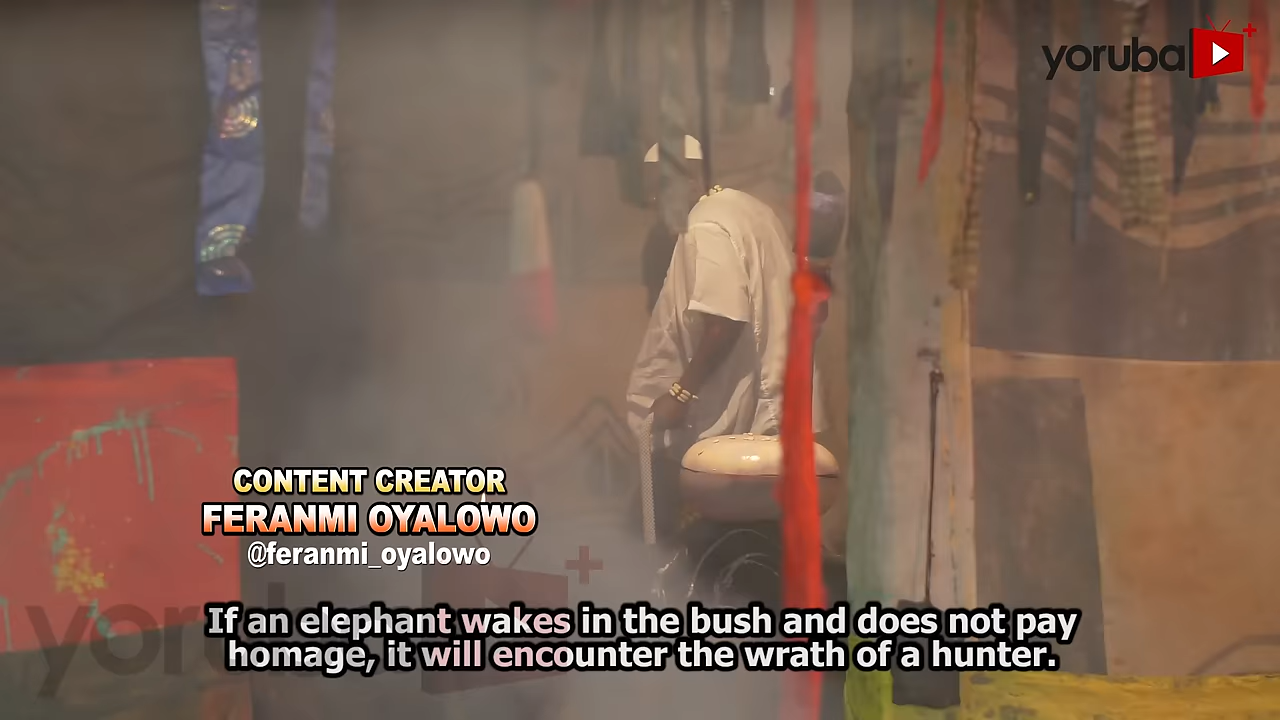 yoruba
CONTENT CREATOR
FERANMI OYALOWO
@feranmi_oyalowo
yoruba
If an elephant wakes in the bush and does not pay
homage, it will encounter the wrath of a hunter.